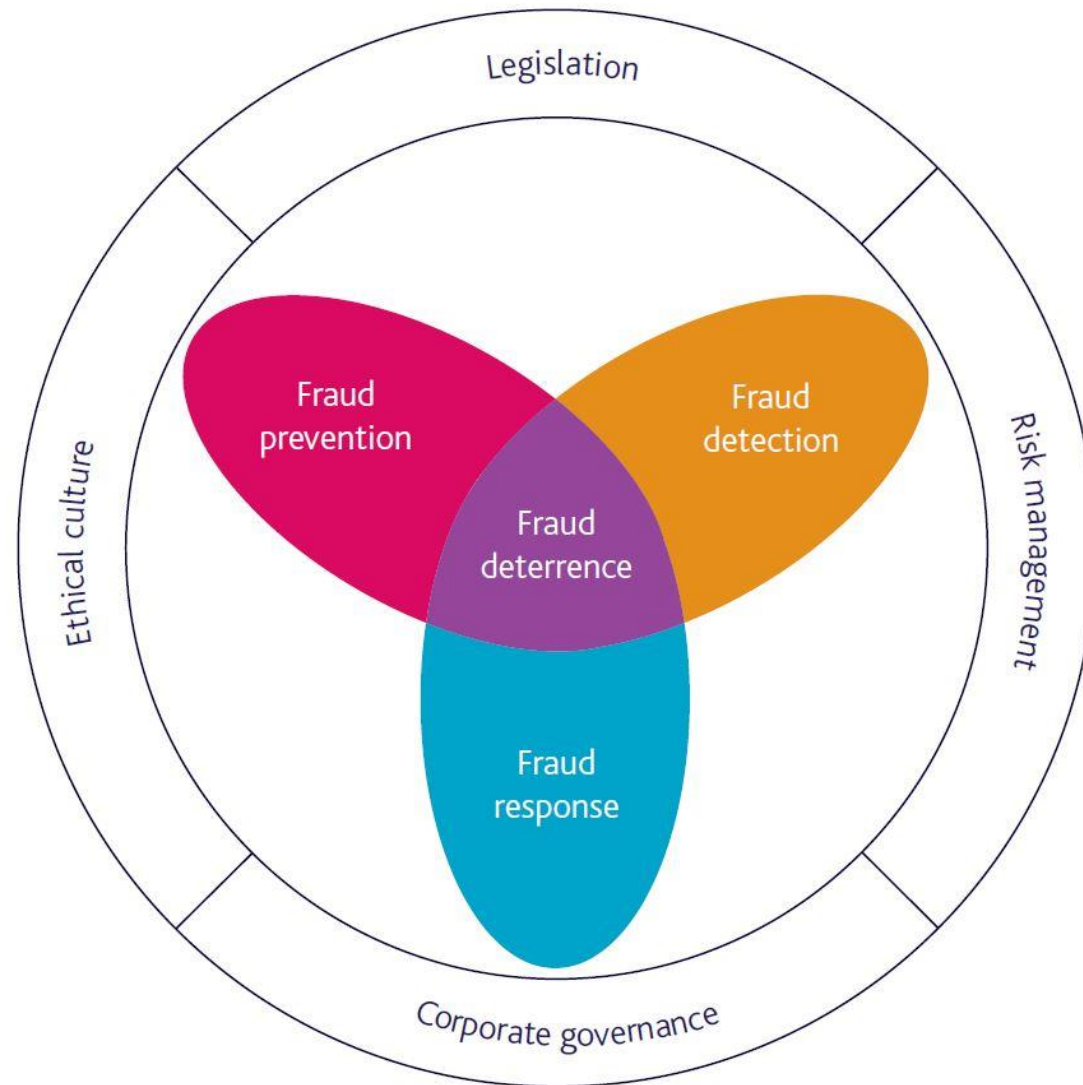 Legislation
Fraud
prevention
Fraud
detection
Ethical culture
Fraud
deterrence
Risk management
Fraud
response
Corporate governance